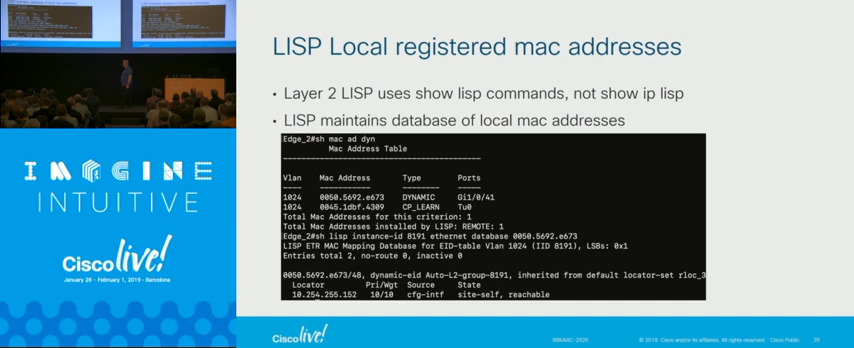 LISP Local registered mac addresses
• Layer 2 LISP uses show lisp commands, not show ip lisp
• LISP maintains database of local mac addresses
Edge_2#sh mac ad dyn
Mac Address Table
-------------------------------------------
Vlan Mac Address Type Ports
---- ----------- -------- -----
1024 0050.5692.e673 DYNAMIC Gi1/0/41
1024 0045.1dbf.4309 CP_LEARN Tu0
Total Mac Addresses for this criterion: 1
Total Mac Addresses installed by LISP: REMOTE: 1
Edge_2#sh lisp instance-id 8191 ethernet database 0050.5692.e673
LISP ETR MAC Mapping Database for EID-table Vlan 1024 (IID 8191), LSBs: 0x1
Entries total 2, no-route 0, inactive 0
0050.5692.e673/48, dynamic-eid Auto-L2-group-8191, inherited from default locator-set rloc_3
Locator Pri/Wgt Source State
10.254.255.152 10/10 cfg-intf site-self, reachable
IMAGINE
INTUITIVE
Cisco live!
January 28 - February 1, 2019 - Barcelona
Cisco live!
BRKARC-2020
© 2019 Cisco and/or its affiliates. All rights reserved. Cisco Public